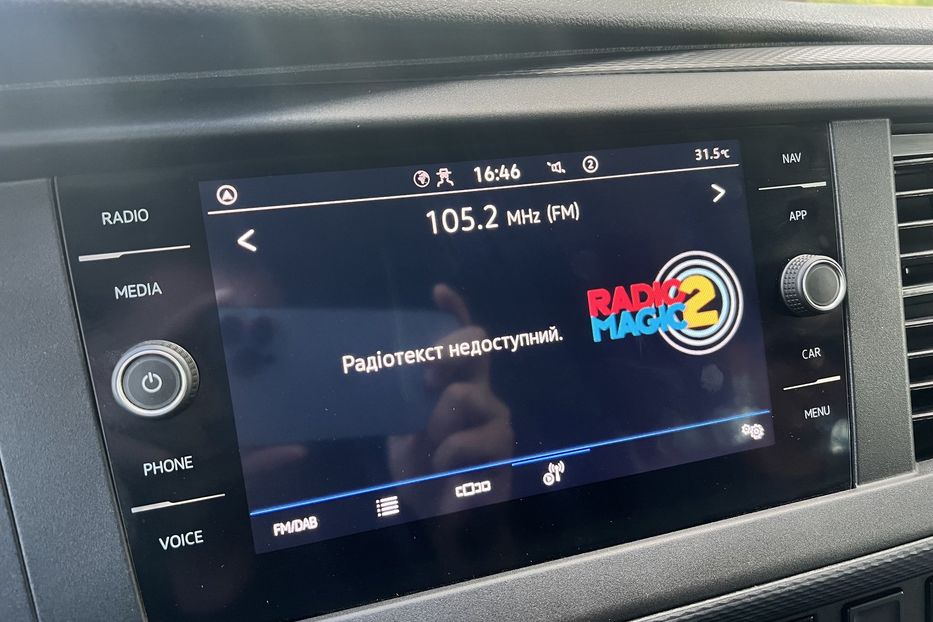 RADIO
MEDIA
PHONE
VOICE
16:46
2
31.5°C
105.2 MHz (FM)
RADIO
MAGIC 2
Радіотекст недоступний.
FM/DAB
NAV
APP
CAR
MENU